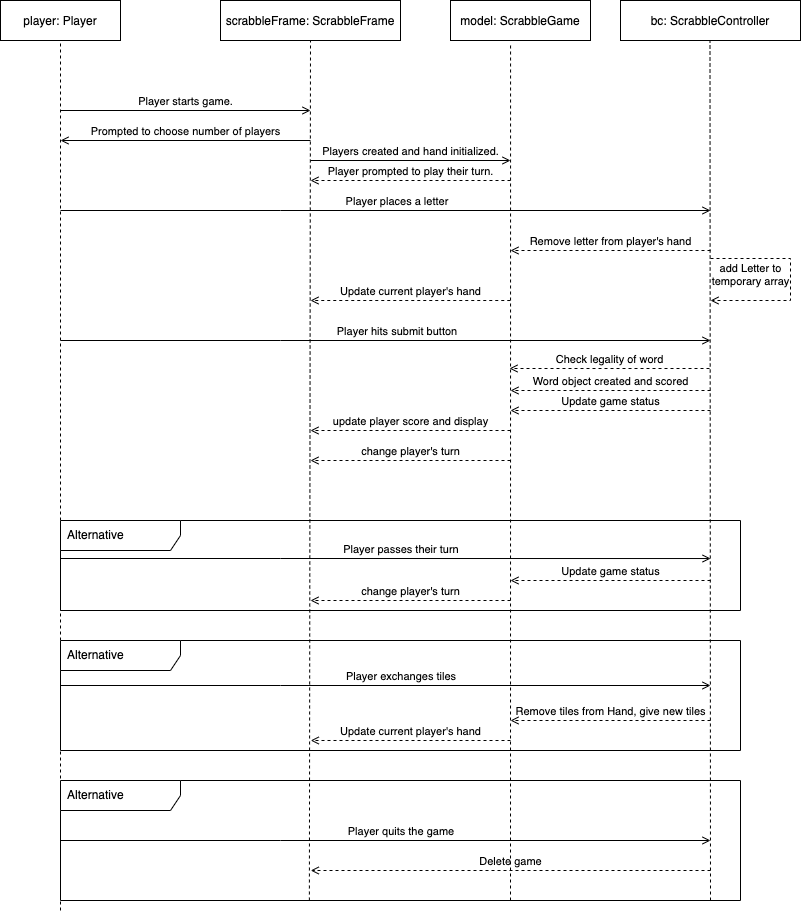 player: Player
scrabbleFrame: ScrabbleFrame
model: ScrabbleGame
bc: ScrabbleController
Player starts game.
Prompted to choose number of players
Players created and hand initialized.
Player prompted to play their turn.
Player places a letter
Remove letter from player's hand
add Letter to
temporary array
Update current player's hand
Player hits submit button
Check legality of word
Word object created and scored
Update game status
update player score and display
change player's turn
Alternative
Player passes their turn
Update game status
change player's turn
Alternative
Player exchanges tiles
Remove tiles from Hand, give new tiles
Update current player's hand
Alternative
Player quits the game
Delete game